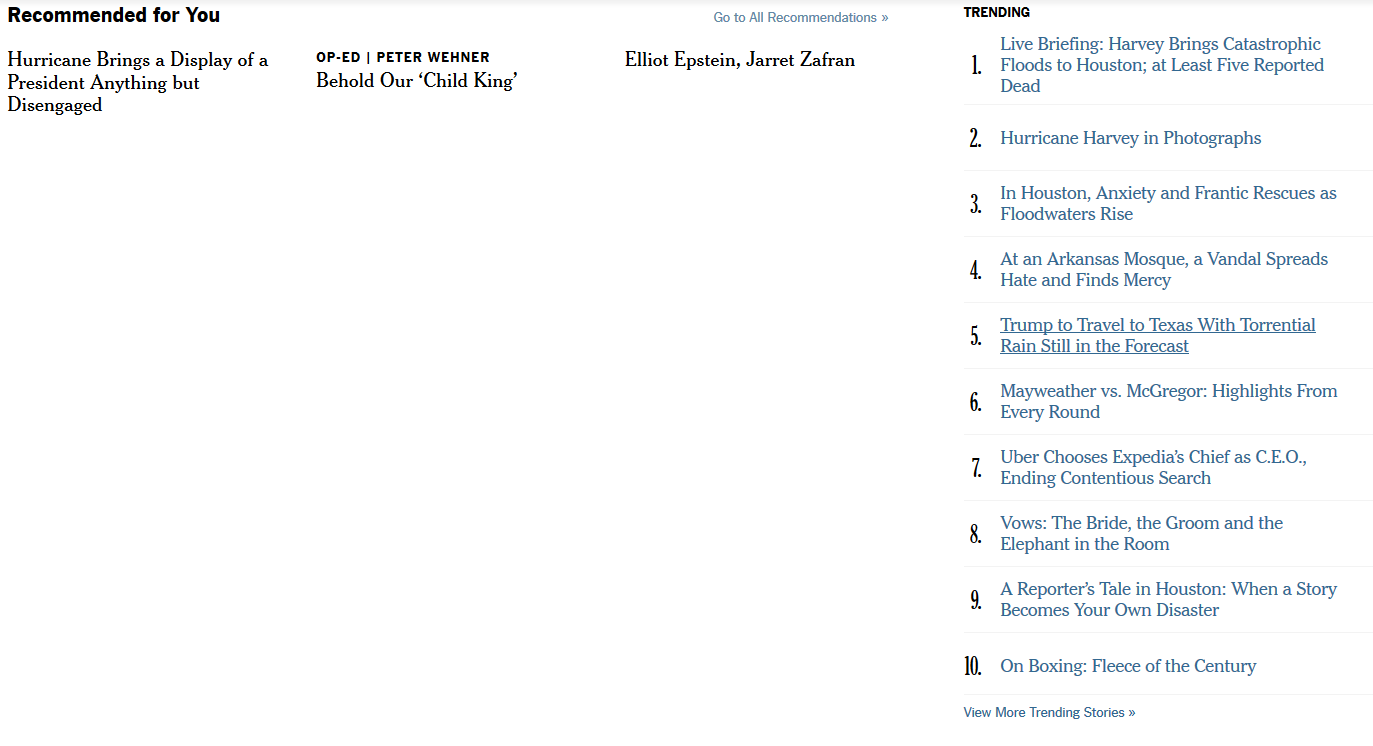 Recommended for You
Go to All Recommendations »
Hurricane Brings a Display of a
President Anything but
Disengaged
OP-ED | PETER WEHNER
Behold Our ‘Child King’
Elliot Epstein, Jarret Zafran
TRENDING
1. Live Briefing: Harvey Brings Catastrophic
Floods to Houston; at Least Five Reported
Dead
2. Hurricane Harvey in Photographs
3. In Houston, Anxiety and Frantic Rescues as
Floodwaters Rise
4. At an Arkansas Mosque, a Vandal Spreads
Hate and Finds Mercy
5. Trump to Travel to Texas With Torrential
Rain Still in the Forecast
6. Mayweather vs. McGregor: Highlights From
Every Round
7. Uber Chooses Expedia’s Chief as C.E.O.,
Ending Contentious Search
8. Vows: The Bride, the Groom and the
Elephant in the Room
9. A Reporter’s Tale in Houston: When a Story
Becomes Your Own Disaster
10. On Boxing: Fleece of the Century
View More Trending Stories »